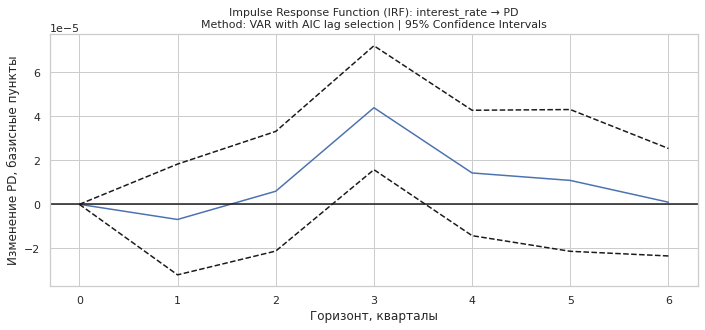 Impulse Response Function (IRF): interest_rate → PD
Method: VAR with AIC lag selection | 95% Confidence Intervals
1e−5
6
4
2
0
−2
Изменение PD, базисные пункты
0 1 2 3 4 5 6
Горизонт, кварталы